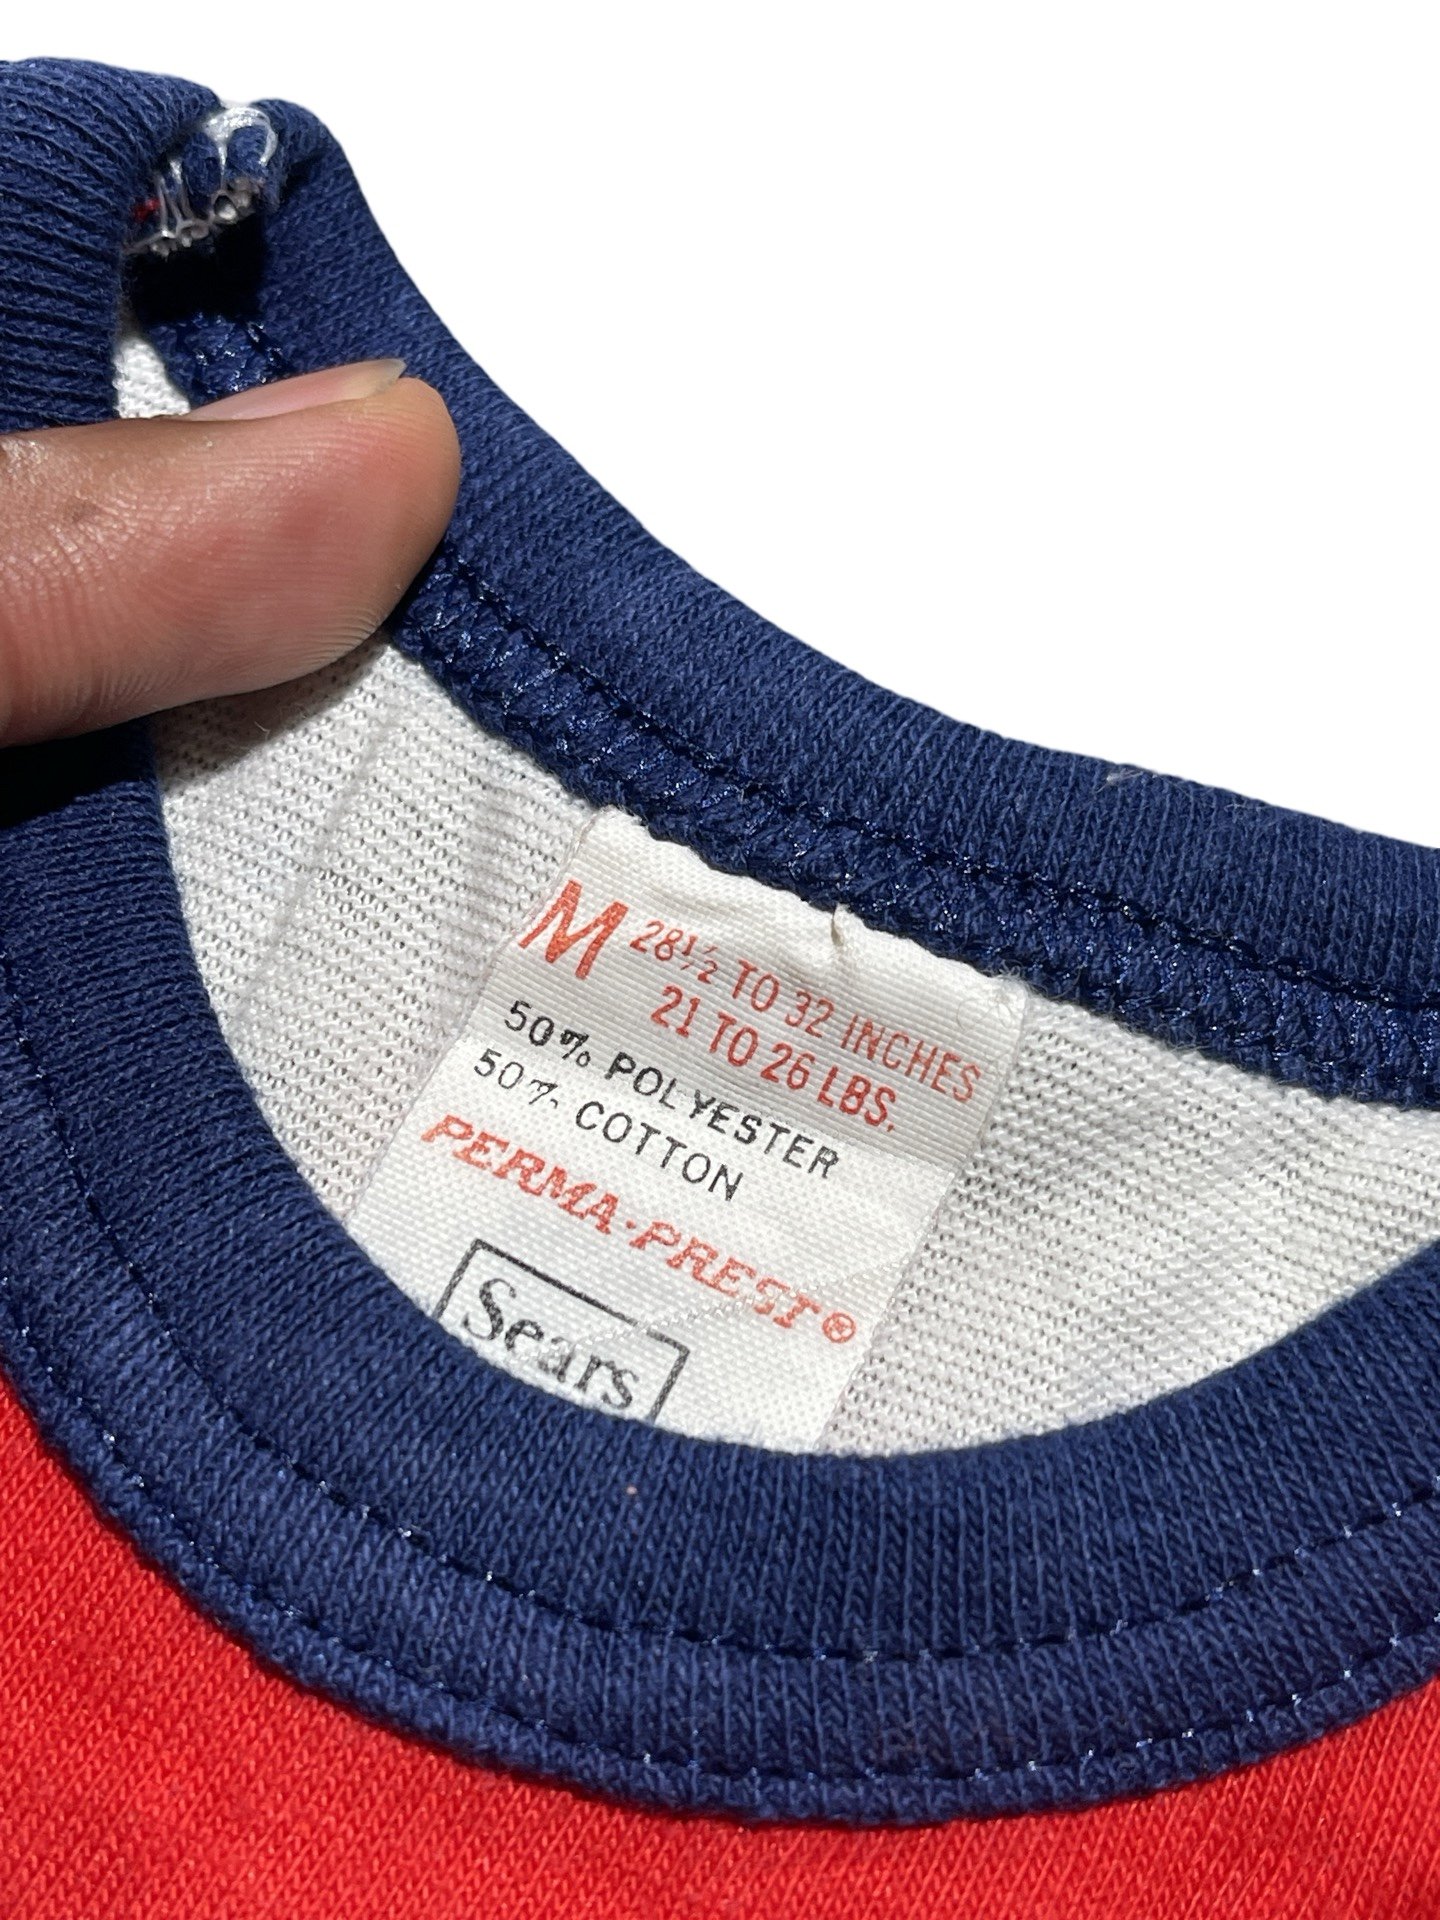 M 28½ TO 32 INCHES
21 TO 26 LBS.
50% POLYESTER
50% COTTON
PERMA-PREST®
Sears